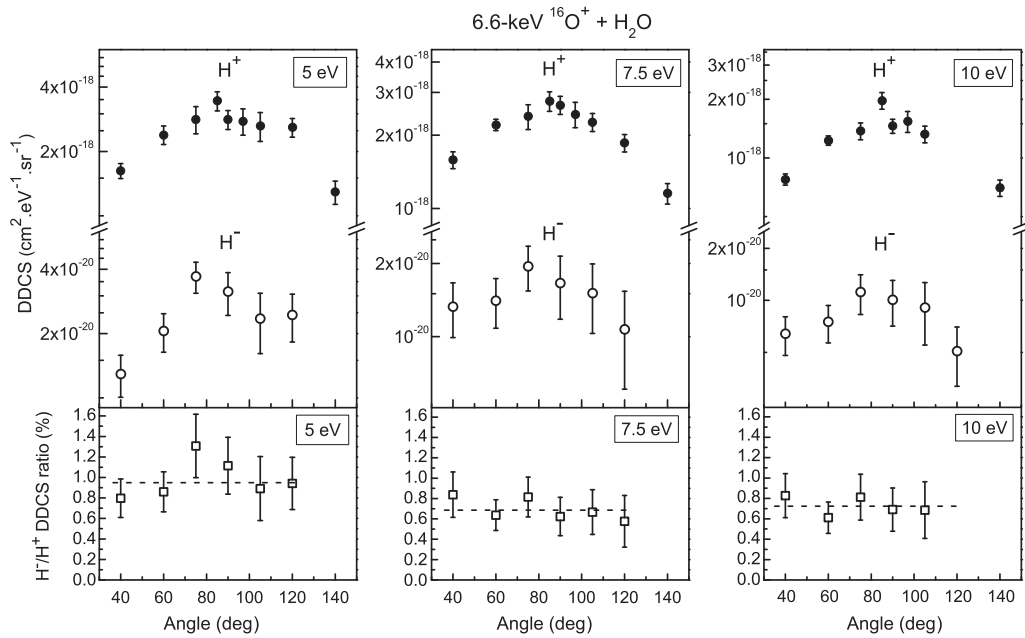 6.6-keV ¹⁶O⁺ + H₂O
DDCS (cm².eV⁻¹.sr⁻¹)
H⁻/H⁺ DDCS ratio (%)
5 eV
H⁺
4x10⁻¹⁸
2x10⁻¹⁸
H⁻
4x10⁻²⁰
2x10⁻²⁰
5 eV
1.6
1.4
1.2
1.0
0.8
0.6
0.4
0.2
0.0
40 60 80 100 120 140
Angle (deg)
7.5 eV
H⁺
4x10⁻¹⁸
3x10⁻¹⁸
2x10⁻¹⁸
10⁻¹⁸
H⁻
2x10⁻²⁰
10⁻²⁰
7.5 eV
1.6
1.4
1.2
1.0
0.8
0.6
0.4
0.2
0.0
40 60 80 100 120 140
Angle (deg)
10 eV
H⁺
3x10⁻¹⁸
2x10⁻¹⁸
10⁻¹⁸
H⁻
2x10⁻²⁰
10⁻²⁰
10 eV
1.6
1.4
1.2
1.0
0.8
0.6
0.4
0.2
0.0
40 60 80 100 120 140
Angle (deg)